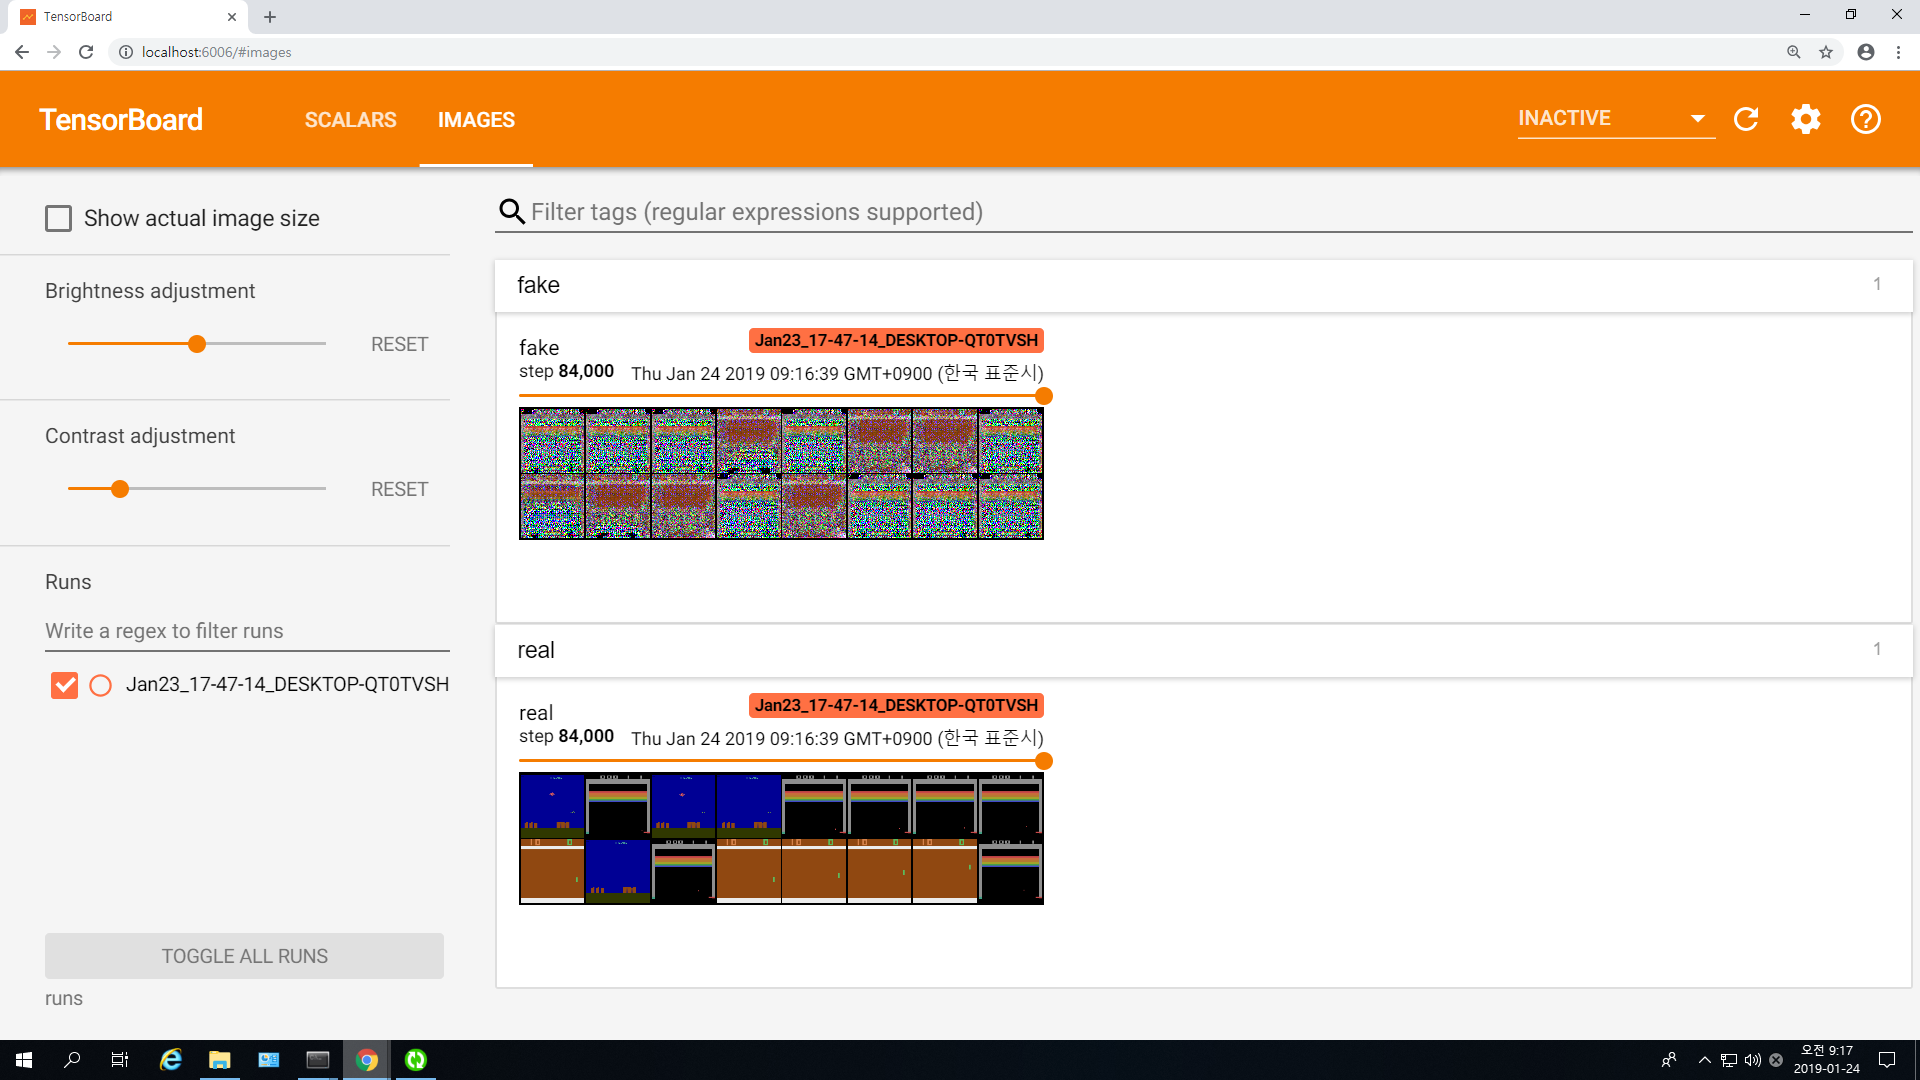 TensorBoard
localhost:6006/#images
TensorBoard
SCALARS
IMAGES
INACTIVE
Show actual image size
Filter tags (regular expressions supported)
Brightness adjustment
RESET
Contrast adjustment
RESET
Runs
Write a regex to filter runs
Jan23_17-47-14_DESKTOP-QT0TVSH
TOGGLE ALL RUNS
runs
fake
1
fake
Jan23_17-47-14_DESKTOP-QT0TVSH
step 84,000
Thu Jan 24 2019 09:16:39 GMT+0900 (한국 표준시)
real
1
real
Jan23_17-47-14_DESKTOP-QT0TVSH
step 84,000
Thu Jan 24 2019 09:16:39 GMT+0900 (한국 표준시)
오전 9:17
2019-01-24